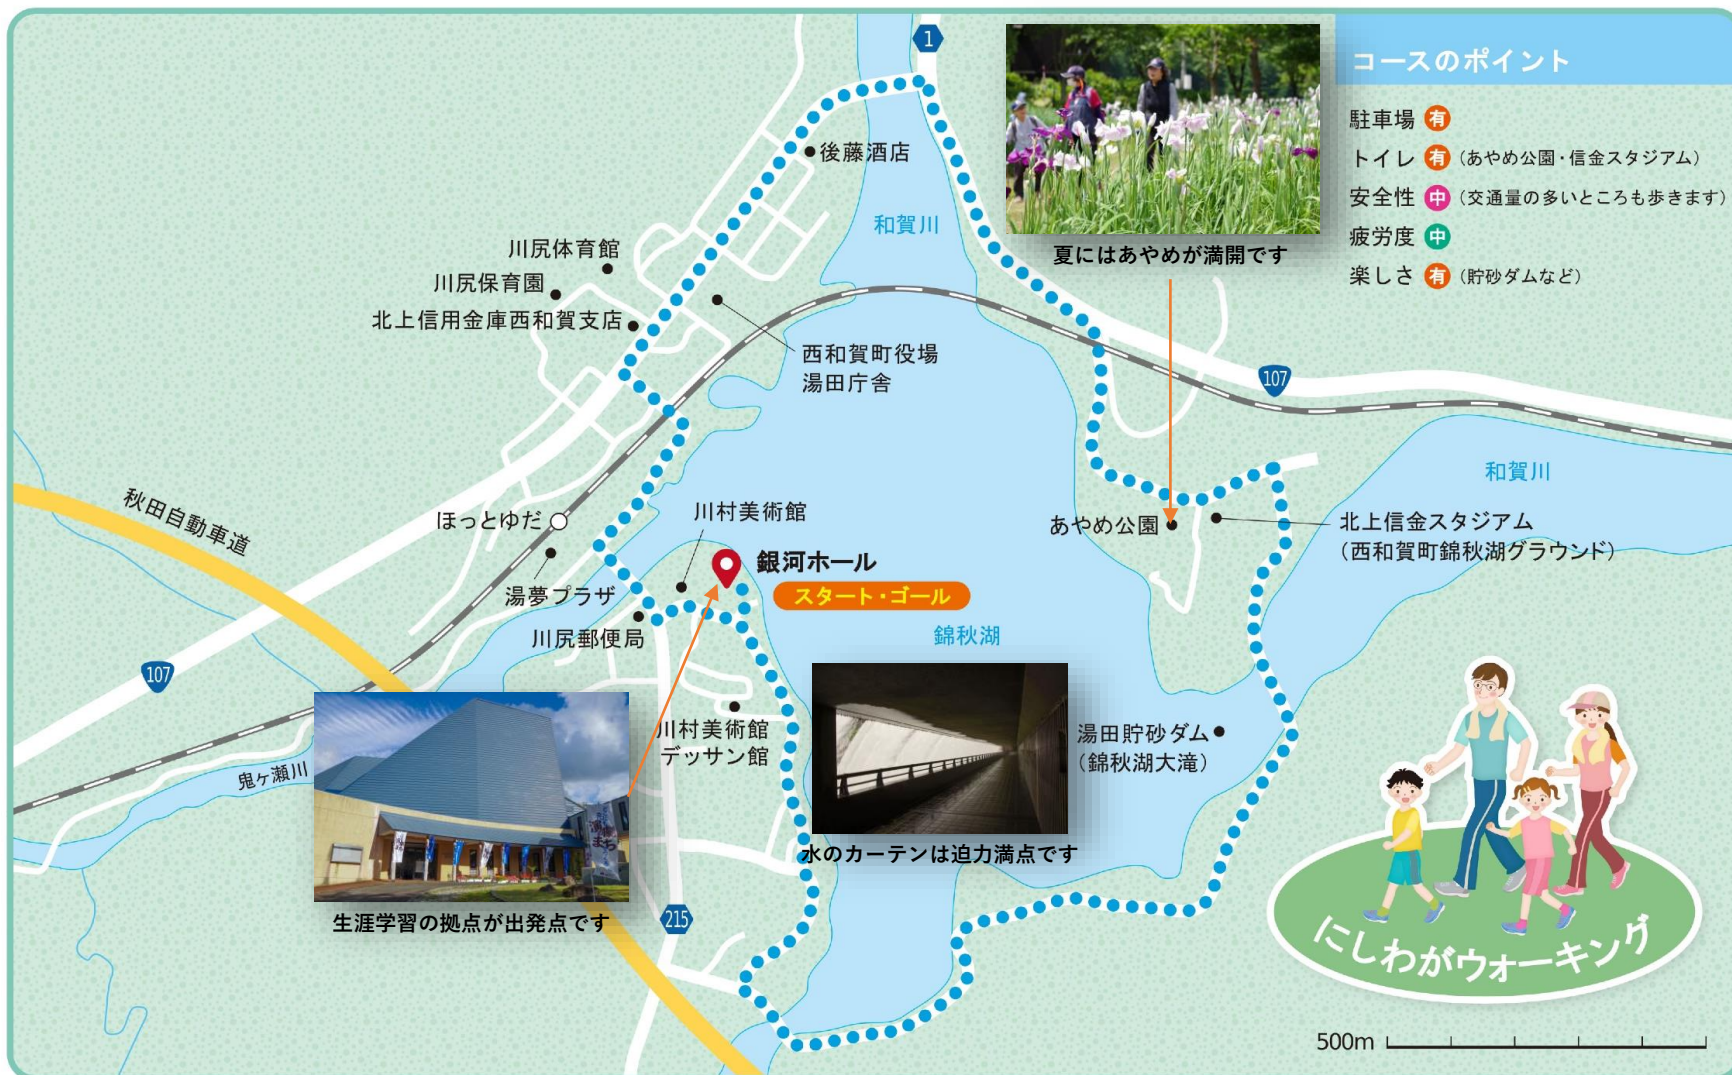 コースのポイント
駐車場 有
トイレ 有 (あやめ公園・信金スタジアム)
安全性 中 (交通量の多いところも歩きます)
疲労度 中
楽しさ 有 (貯砂ダムなど)
1
後藤酒店
和賀川
夏にはあやめが満開です
川尻体育館
川尻保育園
北上信用金庫西和賀支店
西和賀町役場
湯田庁舎
107
和賀川
秋田自動車道
ほっとゆだ
川村美術館
あやめ公園
北上信金スタジアム
(西和賀町錦秋湖グラウンド)
銀河ホール
スタート・ゴール
湯夢プラザ
川尻郵便局
錦秋湖
107
川村美術館
デッサン館
湯田貯砂ダム
(錦秋湖大滝)
鬼ヶ瀬川
水のカーテンは迫力満点です
生涯学習の拠点が出発点です
215
にしわがウォーキング
500m